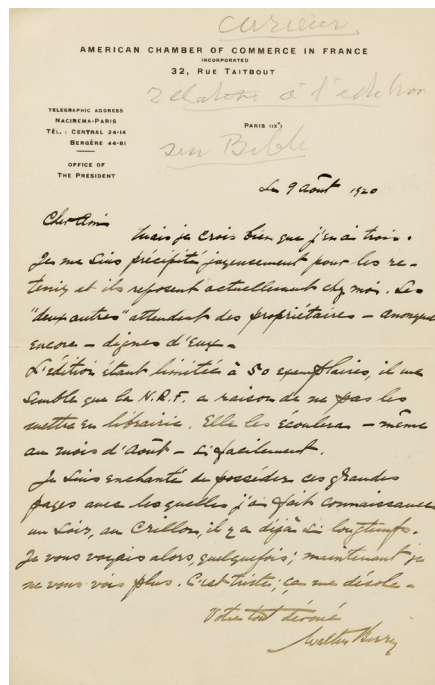 curieux
AMERICAN CHAMBER OF COMMERCE IN FRANCE
INCORPORATED
32, RUE TAITBOUT
relative à l'édition
TELEGRAPHIC ADDRESS
NACINEMA-PARIS
TÉL. : CENTRAL 24-14
BERGÈRE 44-81
PARIS (IXe)
sur Bible
OFFICE OF
THE PRESIDENT
Le 9 Août 1920
Cher Ami
Mais je crois bien que j'en ai trois.
Je me suis précipité joyeusement pour les re-
tenir et ils reposent actuellement chez moi. Les
"deux autres" attendent des propriétaires — anonymes
encore — dignes d'eux —
L'édition étant limitée à 50 exemplaires, il me
semble que la N.R.F. a raison de ne pas les
mettre en librairie. Elle les écoulera — même
au mois d'Août — si facilement.
Je suis enchanté de posséder ces grandes
pages avec lesquelles j'ai fait connaissance
un soir, au Crillon, il y a déjà si longtemps.
Je vous voyais alors, quelquefois; maintenant je
ne vous vois plus. C'est triste; ça me désole —
Votre tout dévoué
Walter Berry